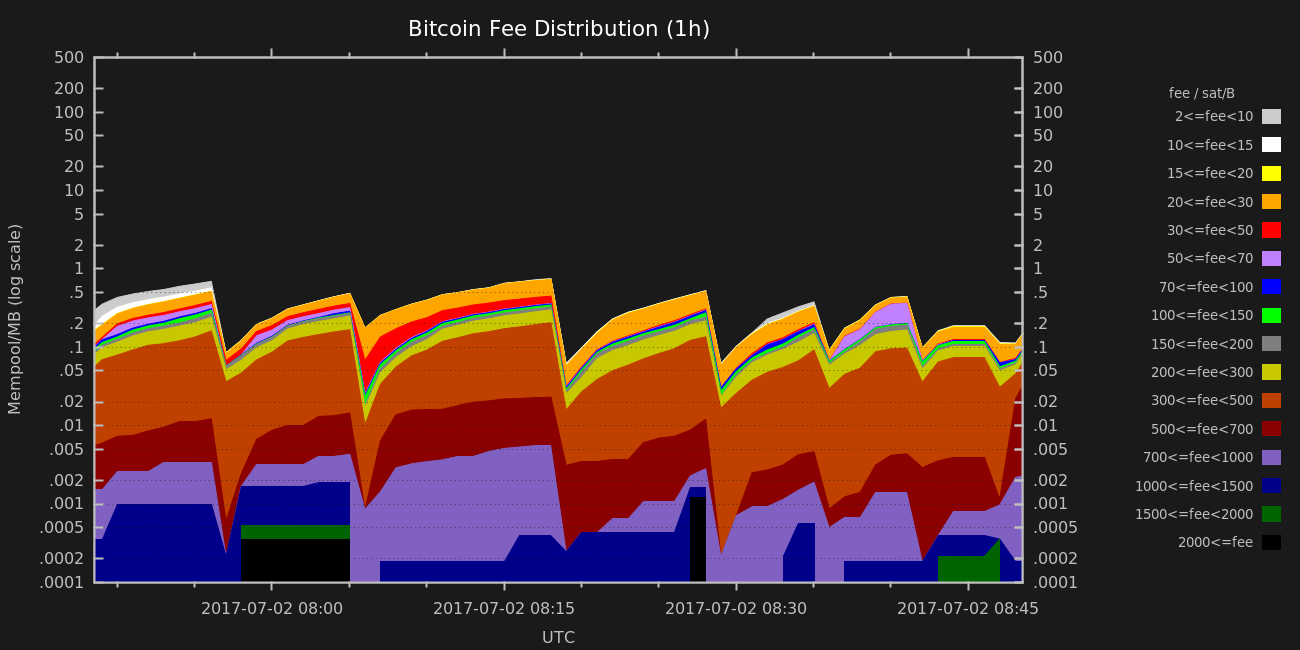 Bitcoin Fee Distribution (1h)
500
200
100
50
20
10
5
2
1
.5
.2
.1
.05
.02
.01
.005
.002
.001
.0005
.0002
.0001
Mempool/MB (log scale)
500
200
100
50
20
10
5
2
1
.5
.2
.1
.05
.02
.01
.005
.002
.001
.0005
.0002
.0001
2017-07-02 08:00 2017-07-02 08:15 2017-07-02 08:30 2017-07-02 08:45
UTC
fee / sat/B
2<=fee<10
10<=fee<15
15<=fee<20
20<=fee<30
30<=fee<50
50<=fee<70
70<=fee<100
100<=fee<150
150<=fee<200
200<=fee<300
300<=fee<500
500<=fee<700
700<=fee<1000
1000<=fee<1500
1500<=fee<2000
2000<=fee